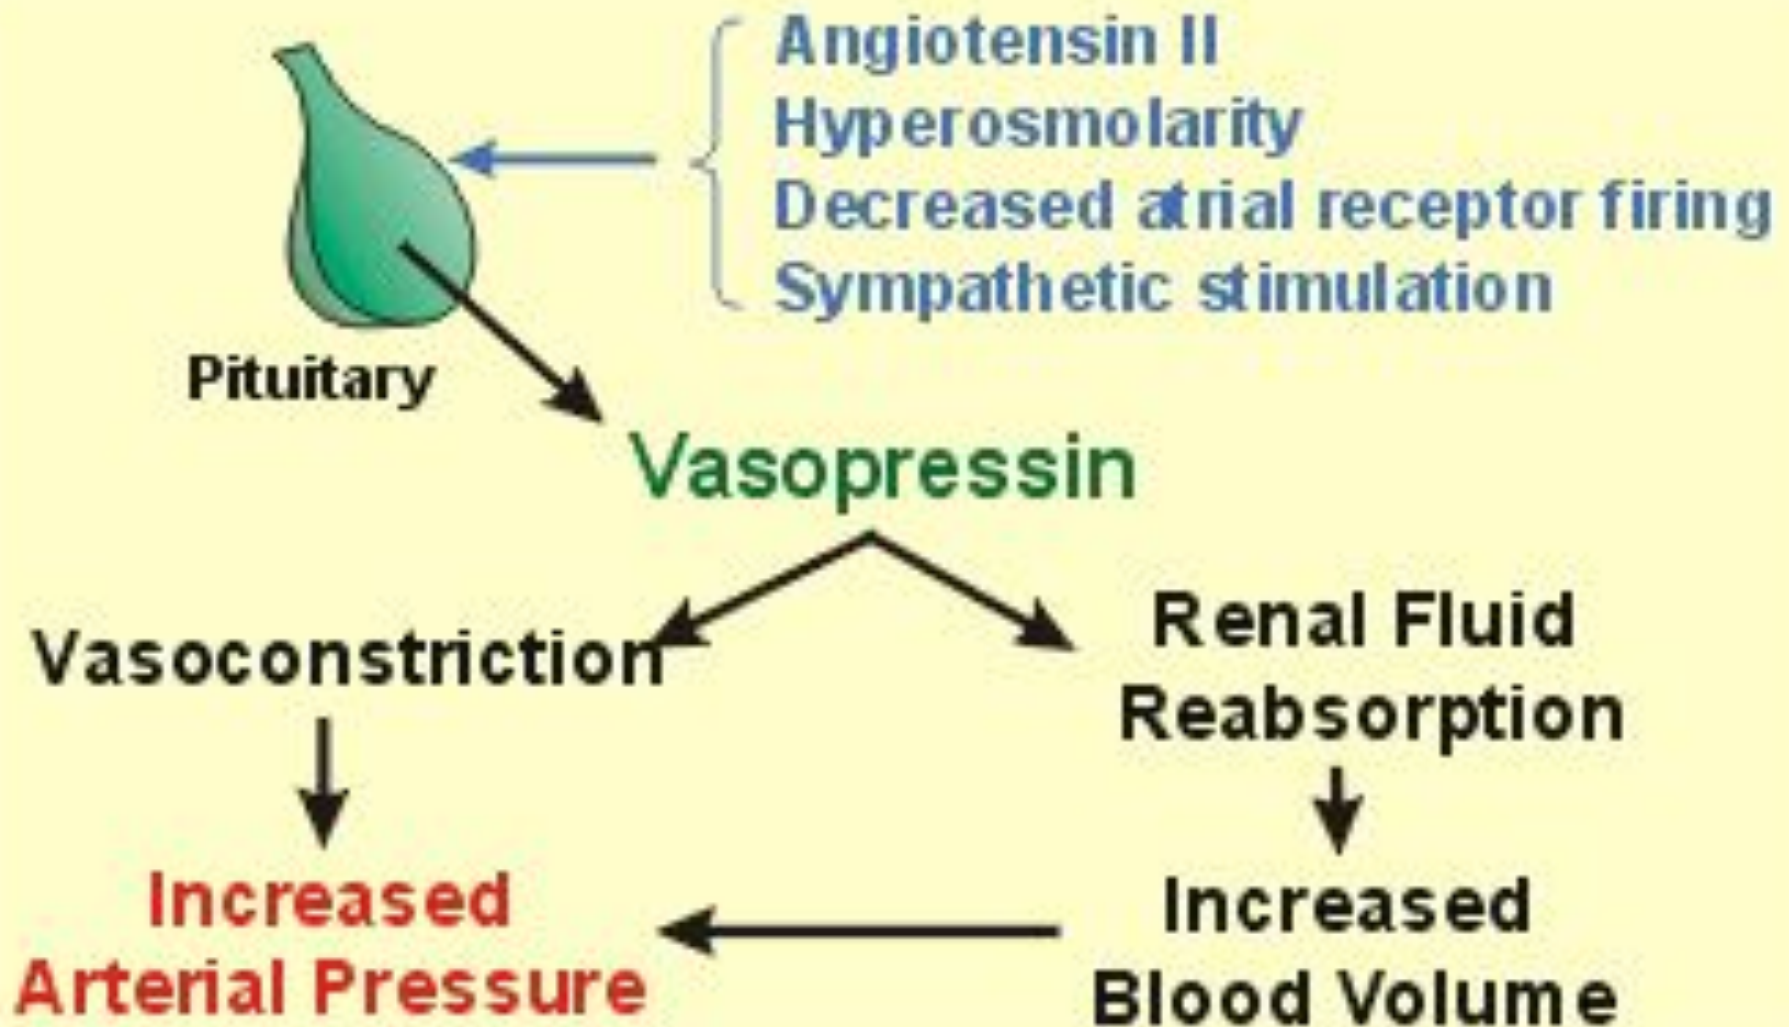 Angiotensin II
Hyperosmolarity
Decreased atrial receptor firing
Sympathetic stimulation
Pituitary
Vasopressin
Vasoconstriction
Renal Fluid
Reabsorption
Increased
Arterial Pressure
Increased
Blood Volume